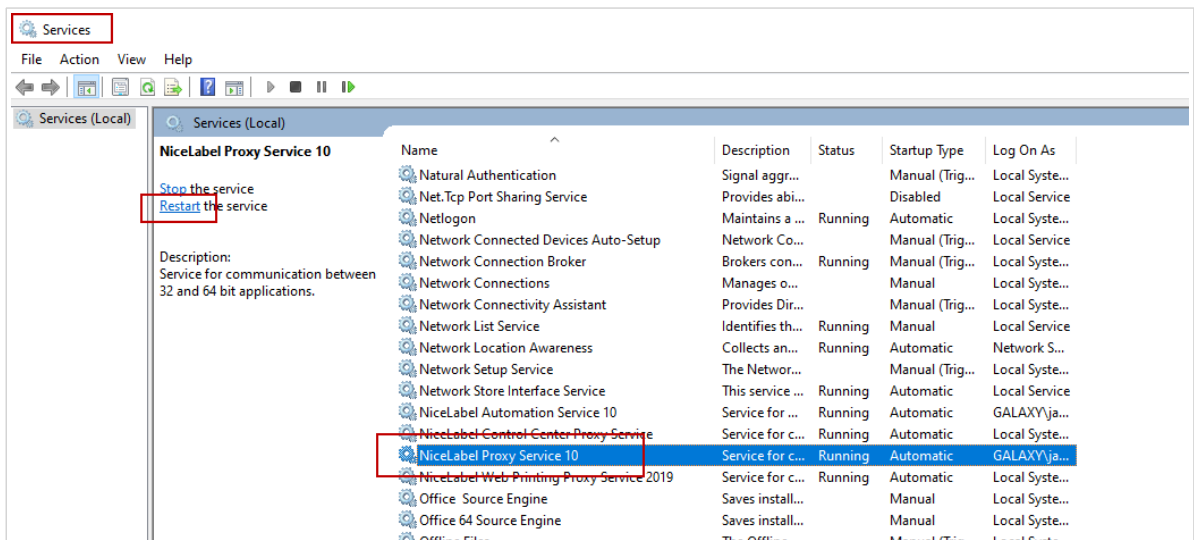 Services
File Action View Help
Services (Local)
Services (Local)
NiceLabel Proxy Service 10
Stop the service
Restart the service
Description:
Service for communication between
32 and 64 bit applications.
Name Description Status Startup Type Log On As
Natural Authentication Signal aggr... Manual (Trig... Local Syste...
Net.Tcp Port Sharing Service Provides abi... Disabled Local Service
Netlogon Maintains a ... Running Automatic Local Syste...
Network Connected Devices Auto-Setup Network Co... Manual (Trig... Local Service
Network Connection Broker Brokers con... Running Manual (Trig... Local Syste...
Network Connections Manages o... Manual Local Syste...
Network Connectivity Assistant Provides Dir... Manual (Trig... Local Syste...
Network List Service Identifies th... Running Manual Local Service
Network Location Awareness Collects an... Running Automatic Network S...
Network Setup Service The Networ... Manual (Trig... Local Syste...
Network Store Interface Service This service ... Running Automatic Local Service
NiceLabel Automation Service 10 Service for ... Running Automatic GALAXY\ja...
NiceLabel Control Center Proxy Service Service for c... Running Automatic Local Syste...
NiceLabel Proxy Service 10 Service for c... Running Automatic GALAXY\ja...
NiceLabel Web Printing Proxy Service 2019 Service for c... Running Automatic Local Syste...
Office Source Engine Saves install... Manual Local Syste...
Office 64 Source Engine Saves install... Manual Local Syste...